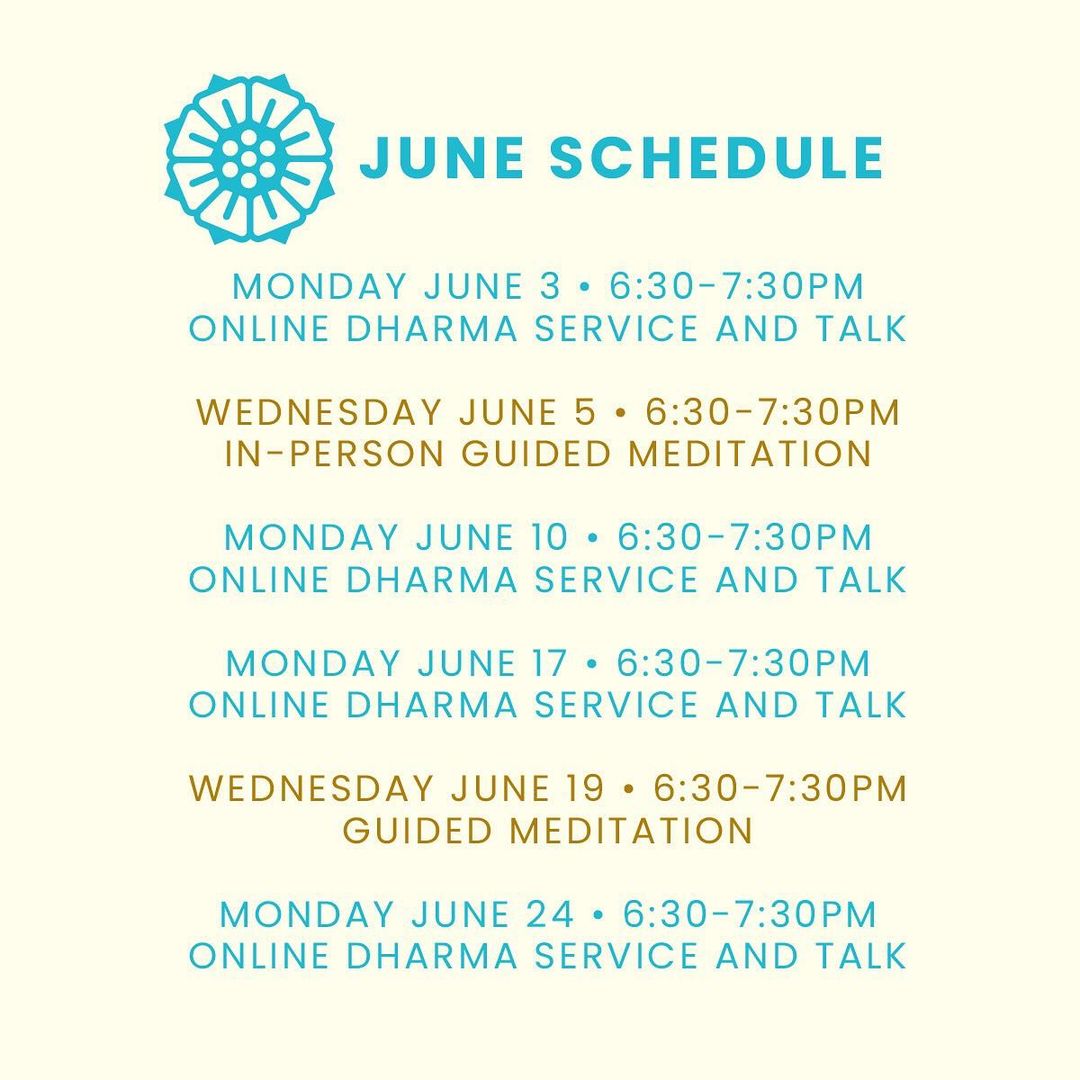 JUNE SCHEDULE
MONDAY JUNE 3 • 6:30-7:30PM
ONLINE DHARMA SERVICE AND TALK
WEDNESDAY JUNE 5 • 6:30-7:30PM
IN-PERSON GUIDED MEDITATION
MONDAY JUNE 10 • 6:30-7:30PM
ONLINE DHARMA SERVICE AND TALK
MONDAY JUNE 17 • 6:30-7:30PM
ONLINE DHARMA SERVICE AND TALK
WEDNESDAY JUNE 19 • 6:30-7:30PM
GUIDED MEDITATION
MONDAY JUNE 24 • 6:30-7:30PM
ONLINE DHARMA SERVICE AND TALK